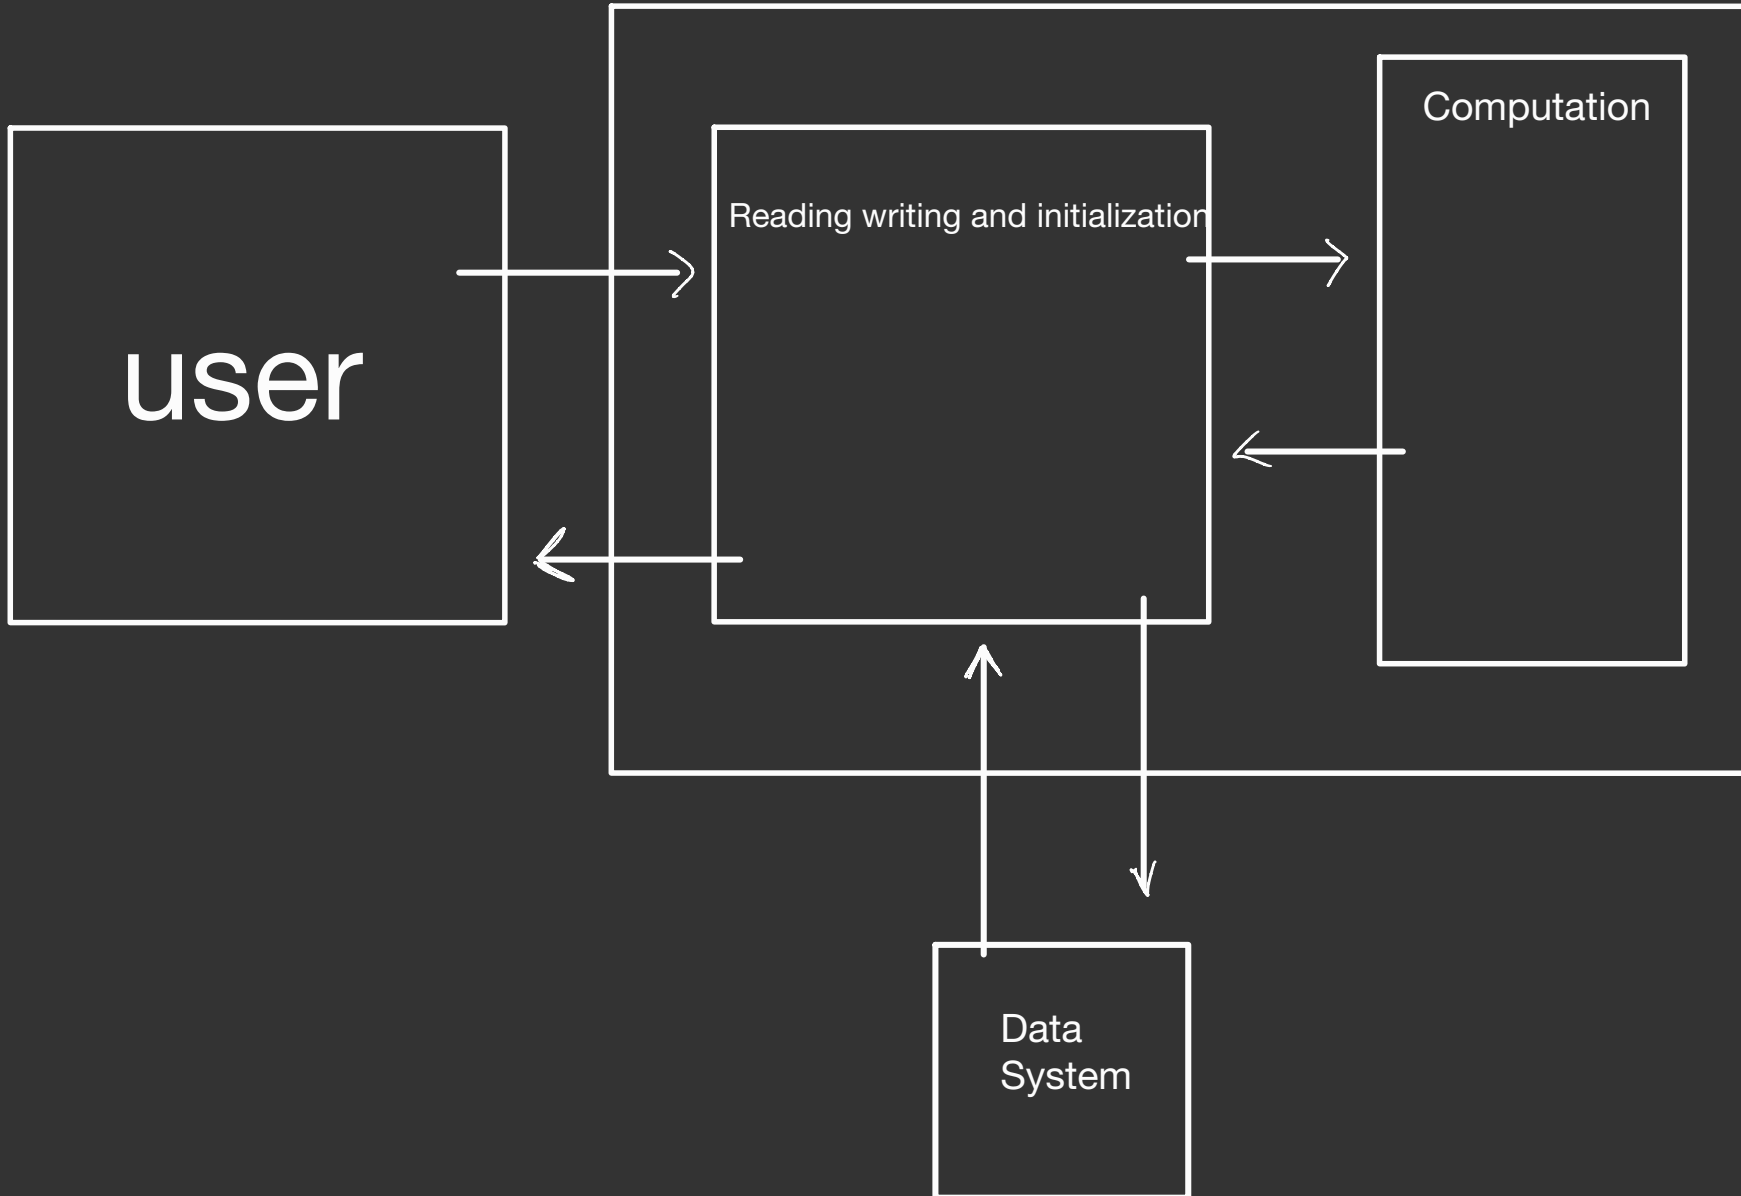 Computation
Reading writing and initialization
user
Data
System